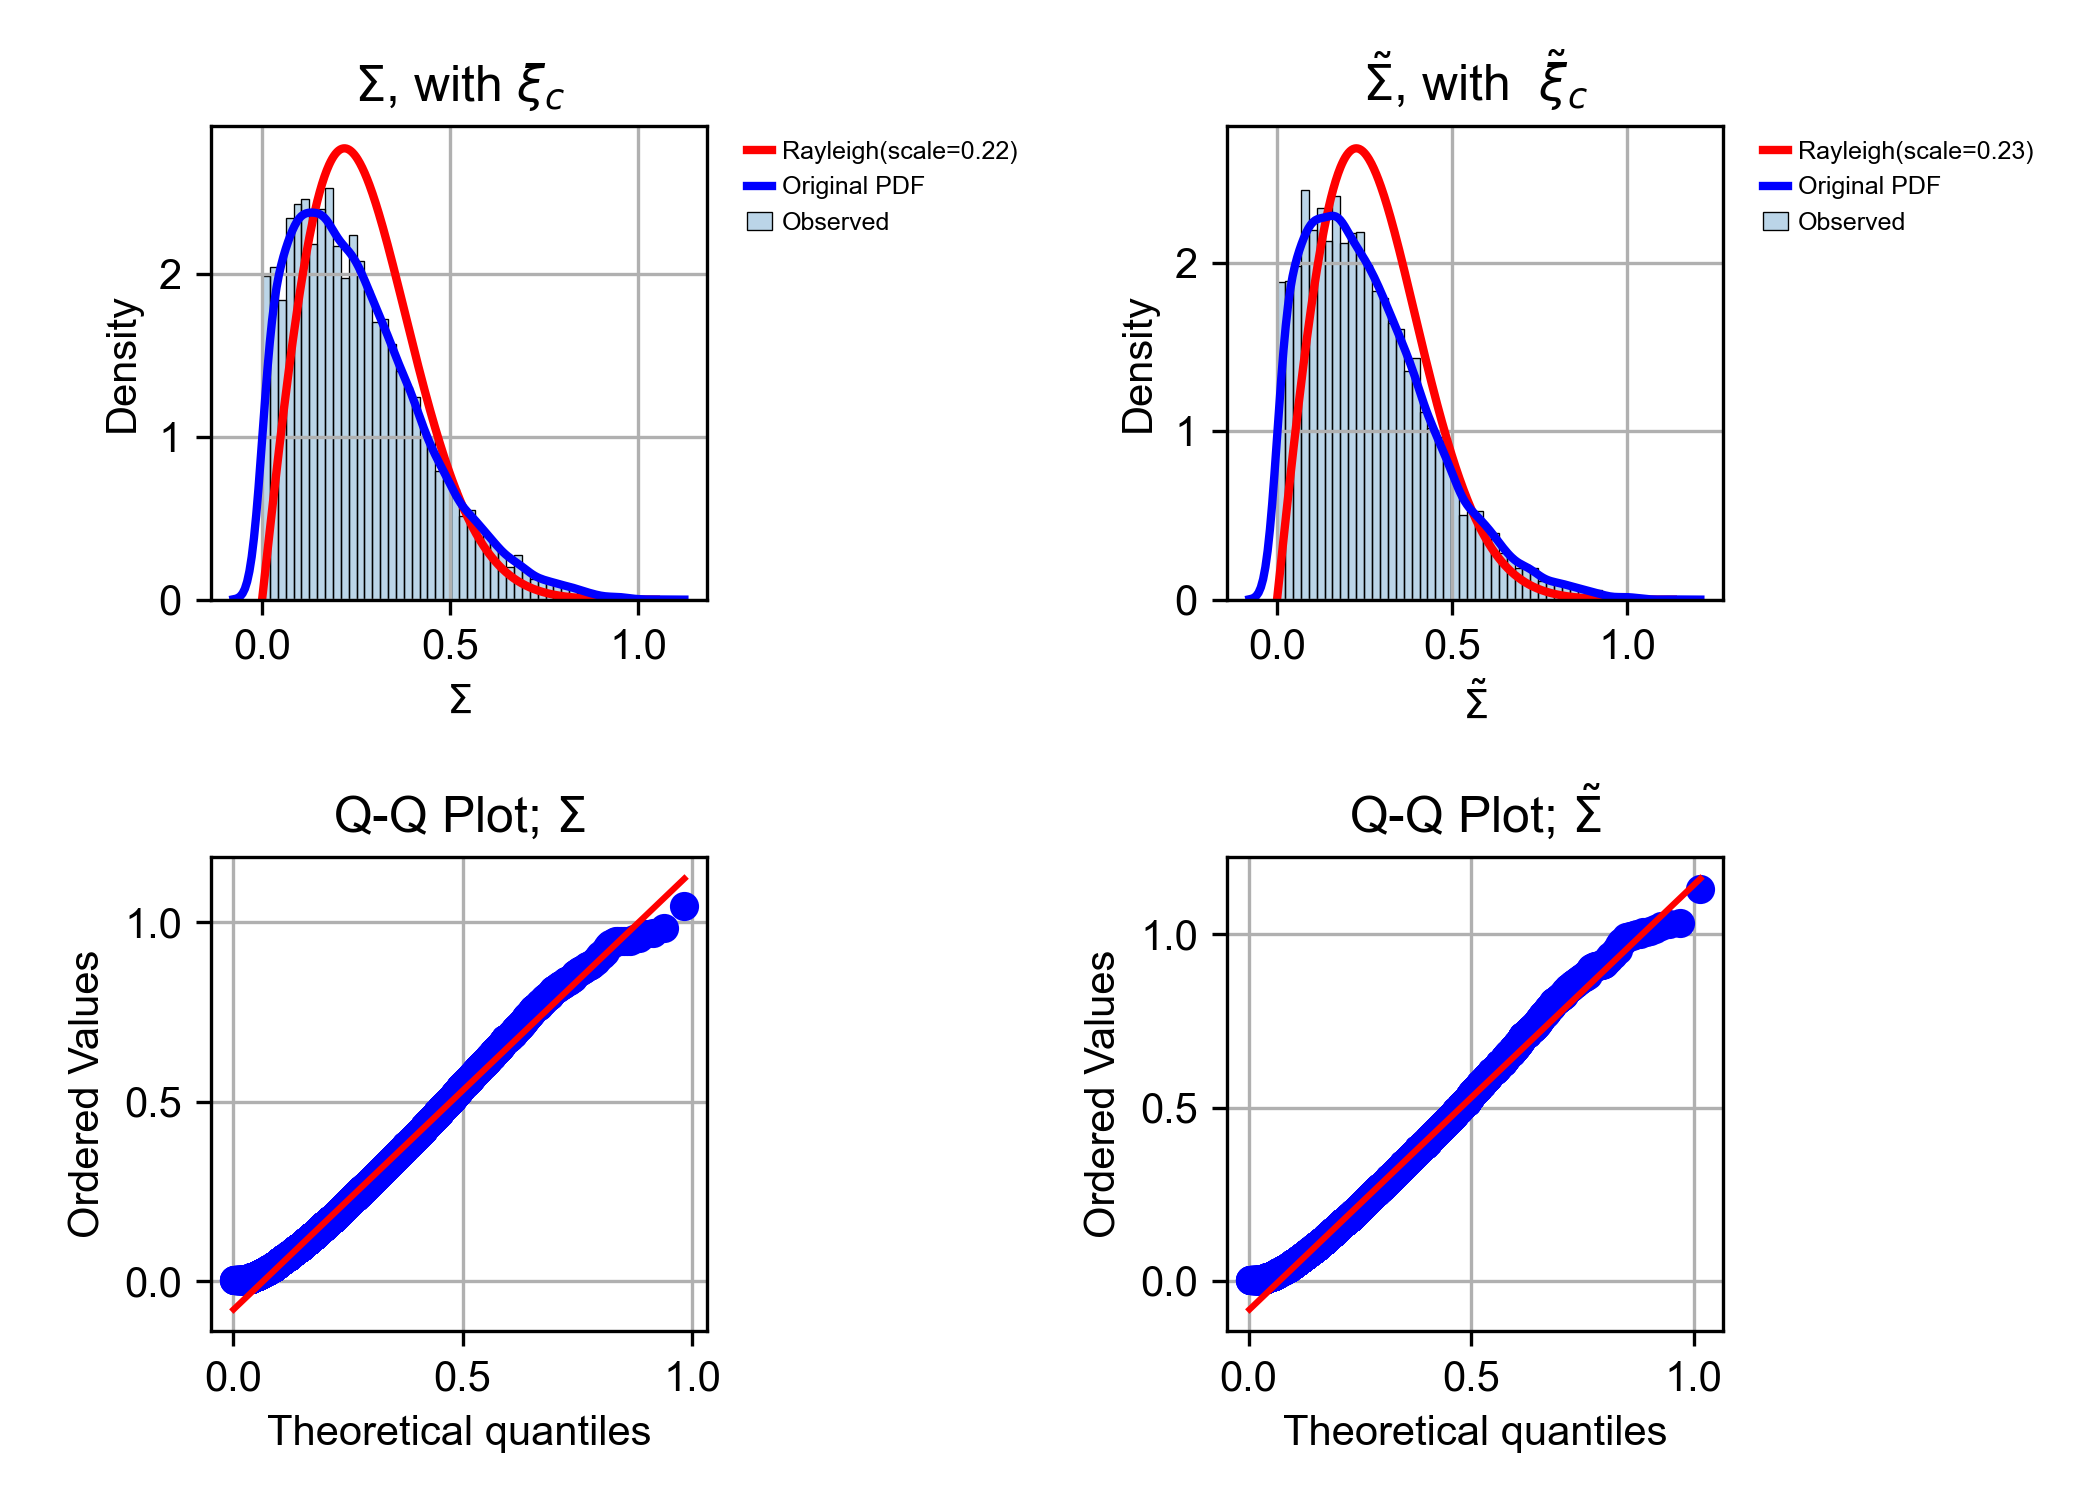 Σ, with ξ̄_c
Rayleigh(scale=0.22)
Original PDF
Observed
Density
2
1
0
0.0 0.5 1.0
Σ
Σ̃, with ξ̃_c
Rayleigh(scale=0.23)
Original PDF
Observed
Density
2
1
0
0.0 0.5 1.0
Σ̃
Q-Q Plot; Σ
Ordered Values
1.0
0.5
0.0
0.0 0.5 1.0
Theoretical quantiles
Q-Q Plot; Σ̃
Ordered Values
1.0
0.5
0.0
0.0 0.5 1.0
Theoretical quantiles